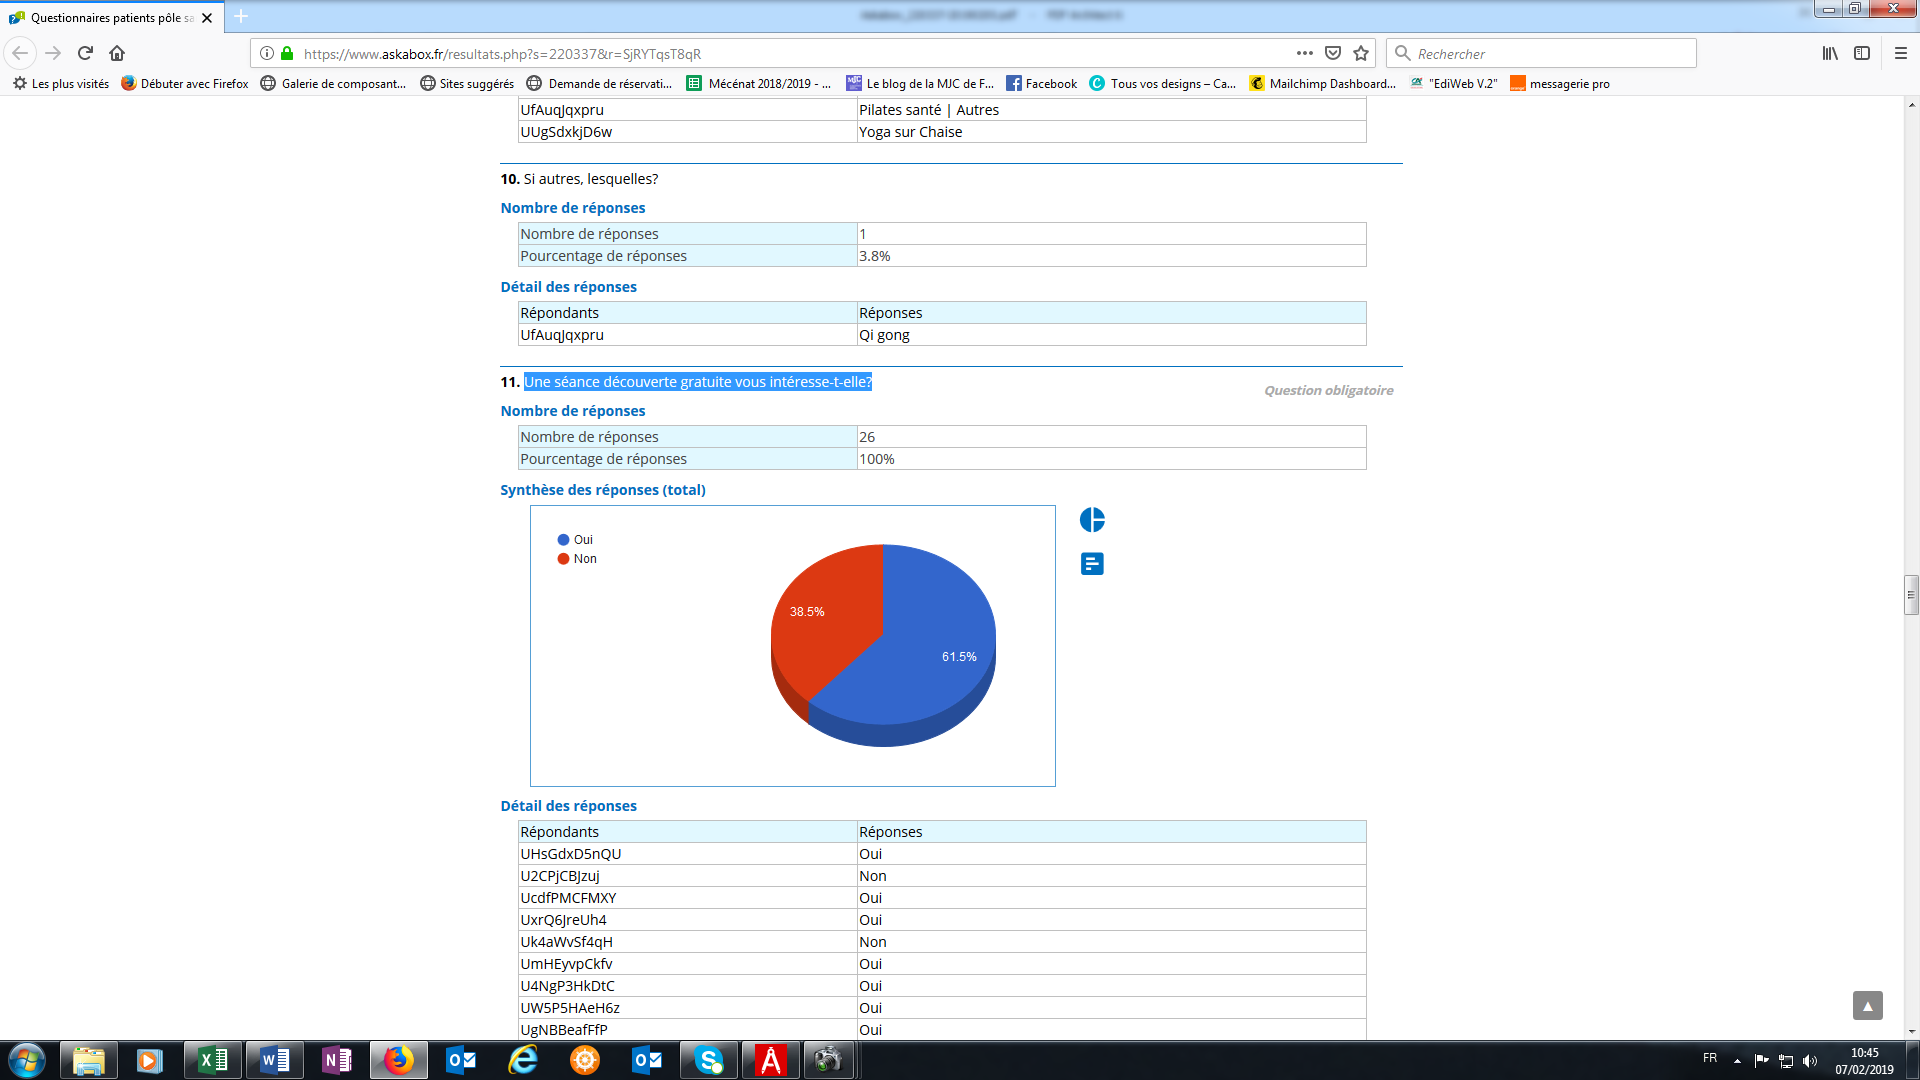 Questionnaires patients pôle sa
https://www.askabox.fr/resultats.php?s=220337&r=SjRYTqsT8qR
Rechercher
Les plus visités Débuter avec Firefox Galerie de composant... Sites suggérés Demande de réservati... Mécénat 2018/2019 - ... Le blog de la MJC de F... Facebook Tous vos designs – Ca... Mailchimp Dashboard... "EdiWeb V.2" messagerie pro
UfAuqJqxpru Pilates santé | Autres
UUgSdxkjD6w Yoga sur Chaise
10. Si autres, lesquelles?
Nombre de réponses
Nombre de réponses 1
Pourcentage de réponses 3.8%
Détail des réponses
Répondants Réponses
UfAuqJqxpru Qi gong
11. Une séance découverte gratuite vous intéresse-t-elle?
Question obligatoire
Nombre de réponses
Nombre de réponses 26
Pourcentage de réponses 100%
Synthèse des réponses (total)
Oui
Non
38.5%
61.5%
Détail des réponses
Répondants Réponses
UHsGdxD5nQU Oui
U2CPjCBJzuj Non
UcdfPMCFMXY Oui
UxrQ6JreUh4 Oui
Uk4aWvSf4qH Non
UmHEyvpCkfv Oui
U4NgP3HkDtC Oui
UW5P5HAeH6z Oui
UgNBBeafFfP Oui
FR
10:45
07/02/2019